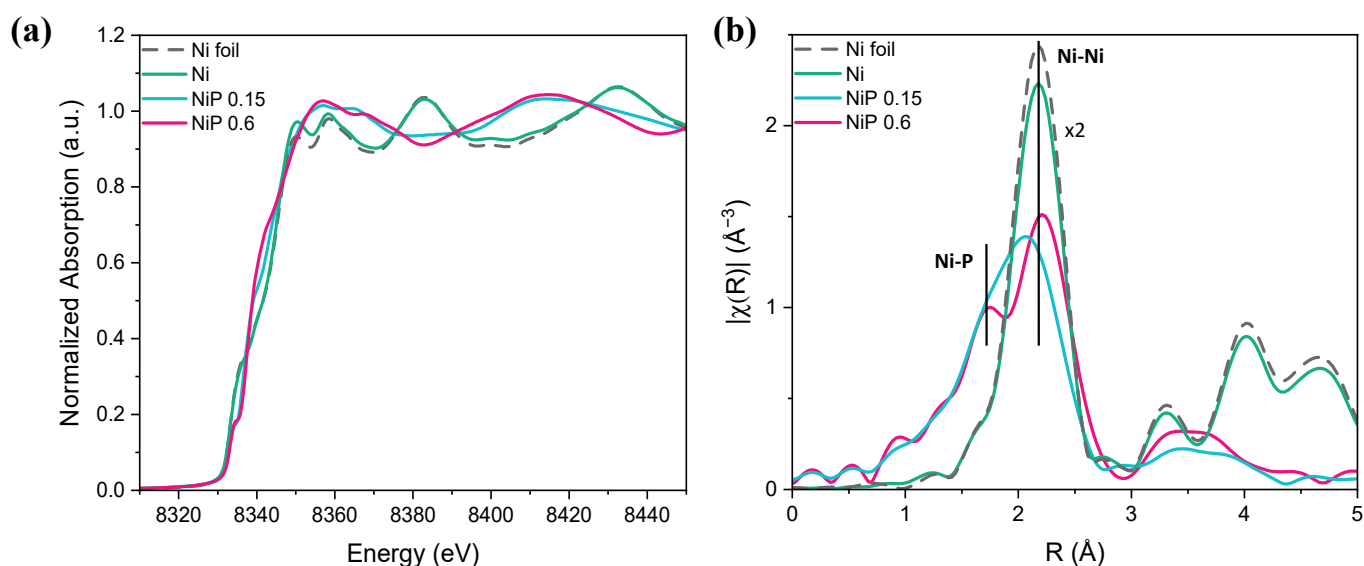 (a)
1.2
1.0
0.8
0.6
0.4
0.2
0.0
Normalized Absorption (a.u.)
Ni foil
Ni
NiP 0.15
NiP 0.6
8320 8340 8360 8380 8400 8420 8440
Energy (eV)
(b)
2
1
0
|χ(R)| (Å⁻³)
Ni foil
Ni
NiP 0.15
NiP 0.6
Ni-Ni
x2
Ni-P
0 1 2 3 4 5
R (Å)